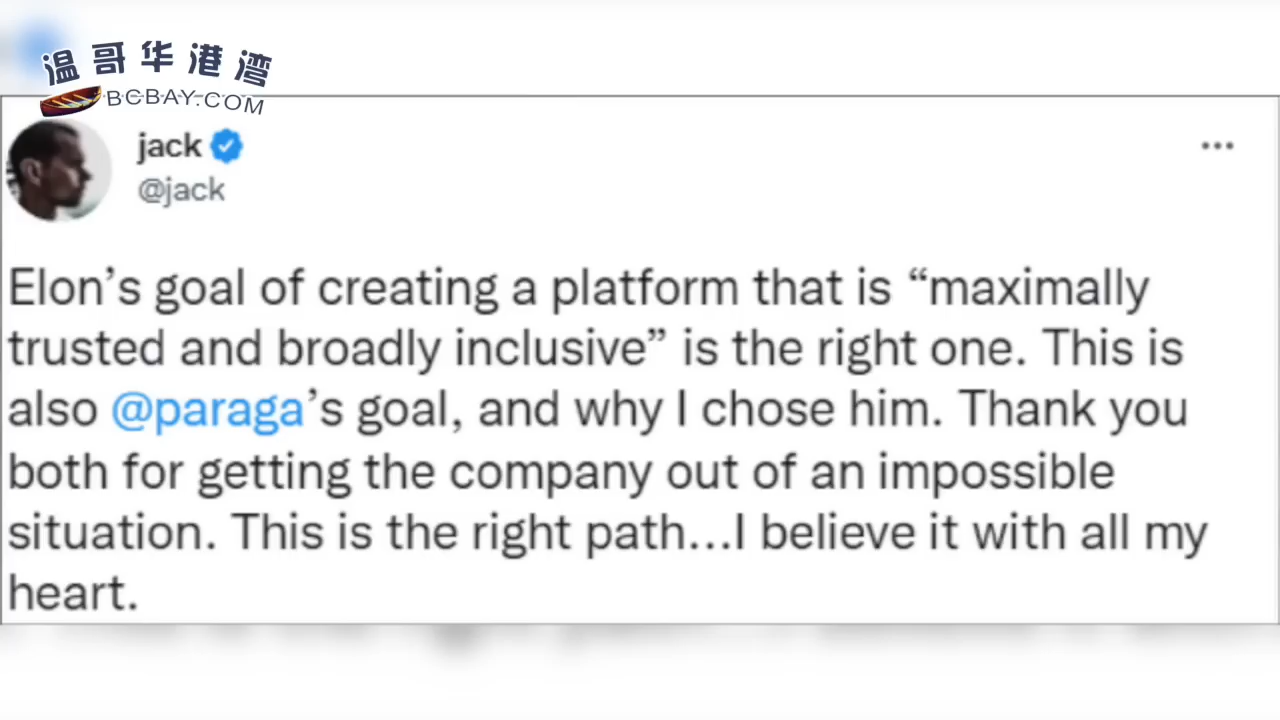 温哥华港湾
BCBAY.COM
jack
@jack
Elon’s goal of creating a platform that is “maximally
trusted and broadly inclusive” is the right one. This is
also @paraga’s goal, and why I chose him. Thank you
both for getting the company out of an impossible
situation. This is the right path...I believe it with all my
heart.